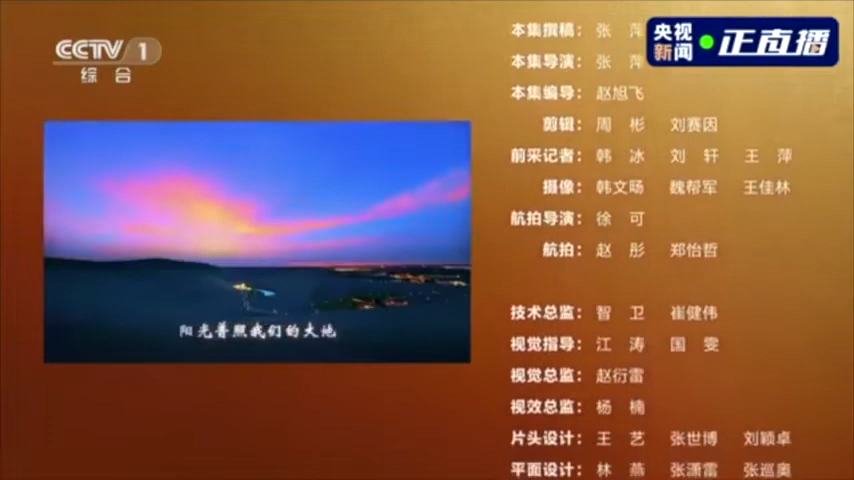 CCTV 1
综合
央视新闻 正直播
本集撰稿：张 萍
本集导演：张 萍
本集编导：赵旭飞
剪辑：周 彬 刘赛因
前采记者：韩 冰 刘 轩 王 萍
摄像：韩文旸 魏帮军 王佳林
航拍导演：徐 可
航拍：赵 彤 郑怡哲
阳光普照我们的大地
技术总监：智 卫 崔健伟
视觉指导：江 涛 国 雯
视觉总监：赵衍雷
视效总监：杨 楠
片头设计：王 艺 张世博 刘颖卓
平面设计：林 燕 张潇雷 张巡奥